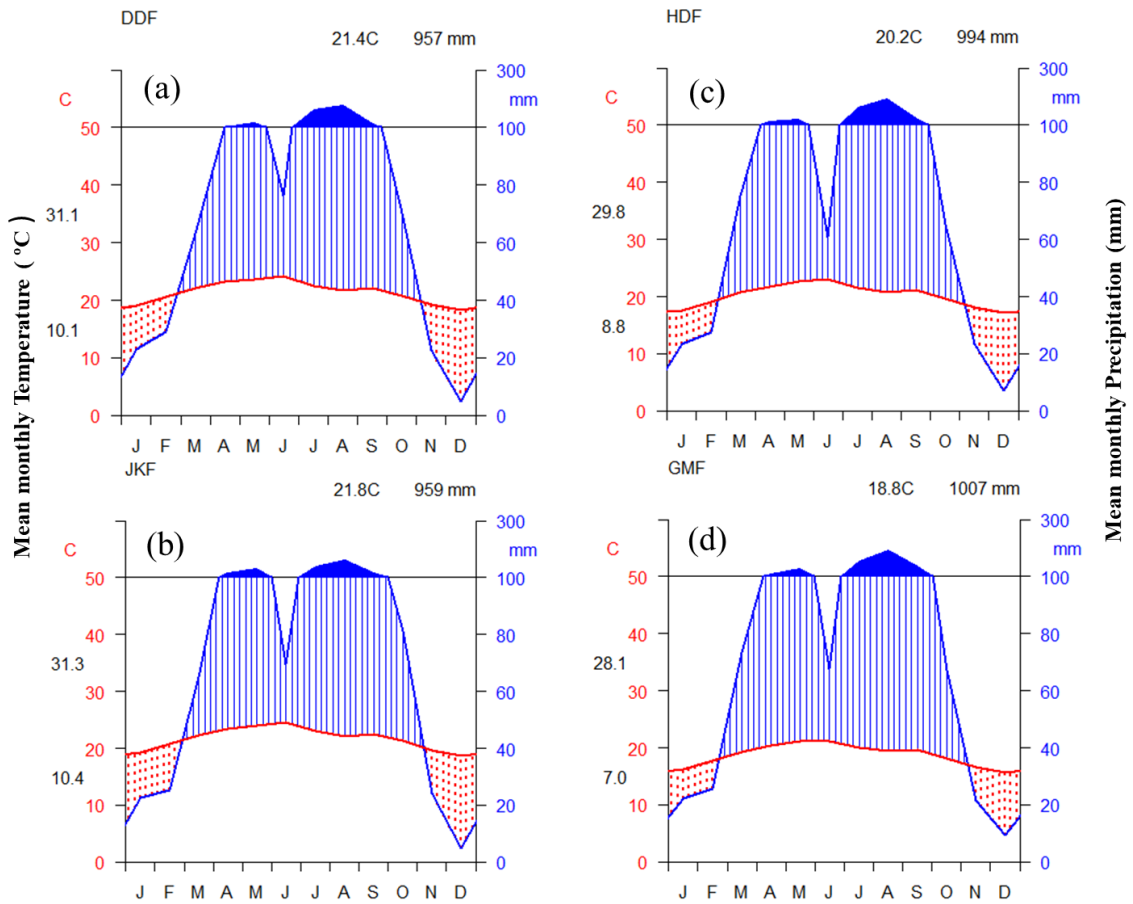 DDF
21.4C 957 mm
(a)
C
300
mm
50
40
30
20
10
0
31.1
10.1
100
80
60
40
20
0
J F M A M J J A S O N D
HDF
20.2C 994 mm
(c)
C
300
mm
50
40
30
20
10
0
29.8
8.8
100
80
60
40
20
0
J F M A M J J A S O N D
JKF
21.8C 959 mm
(b)
C
300
mm
50
40
30
20
10
0
31.3
10.4
100
80
60
40
20
0
J F M A M J J A S O N D
GMF
18.8C 1007 mm
(d)
C
300
mm
50
40
30
20
10
0
28.1
7.0
100
80
60
40
20
0
J F M A M J J A S O N D
Mean monthly Temperature ( °C )
Mean monthly Precipitation (mm)